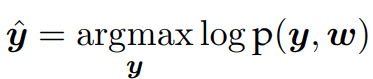 ŷ = argmax log p(y, w)
y